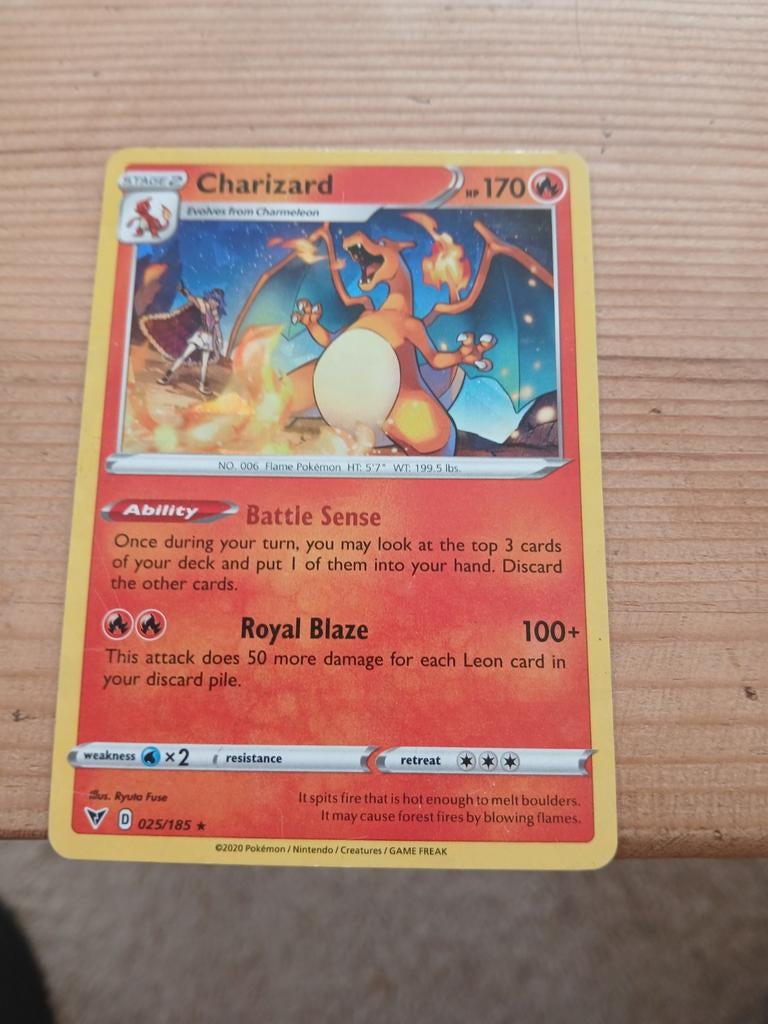 STAGE 2 Charizard HP 170
Evolves from Charmeleon
NO. 006 Flame Pokémon HT: 5'7" WT: 199.5 lbs.
Ability Battle Sense
Once during your turn, you may look at the top 3 cards
of your deck and put 1 of them into your hand. Discard
the other cards.
Royal Blaze 100+
This attack does 50 more damage for each Leon card in
your discard pile.
weakness ×2 resistance retreat
Illus. Ryuta Fuse
It spits fire that is hot enough to melt boulders.
It may cause forest fires by blowing flames.
D 025/185 ★
©2020 Pokémon / Nintendo / Creatures / GAME FREAK